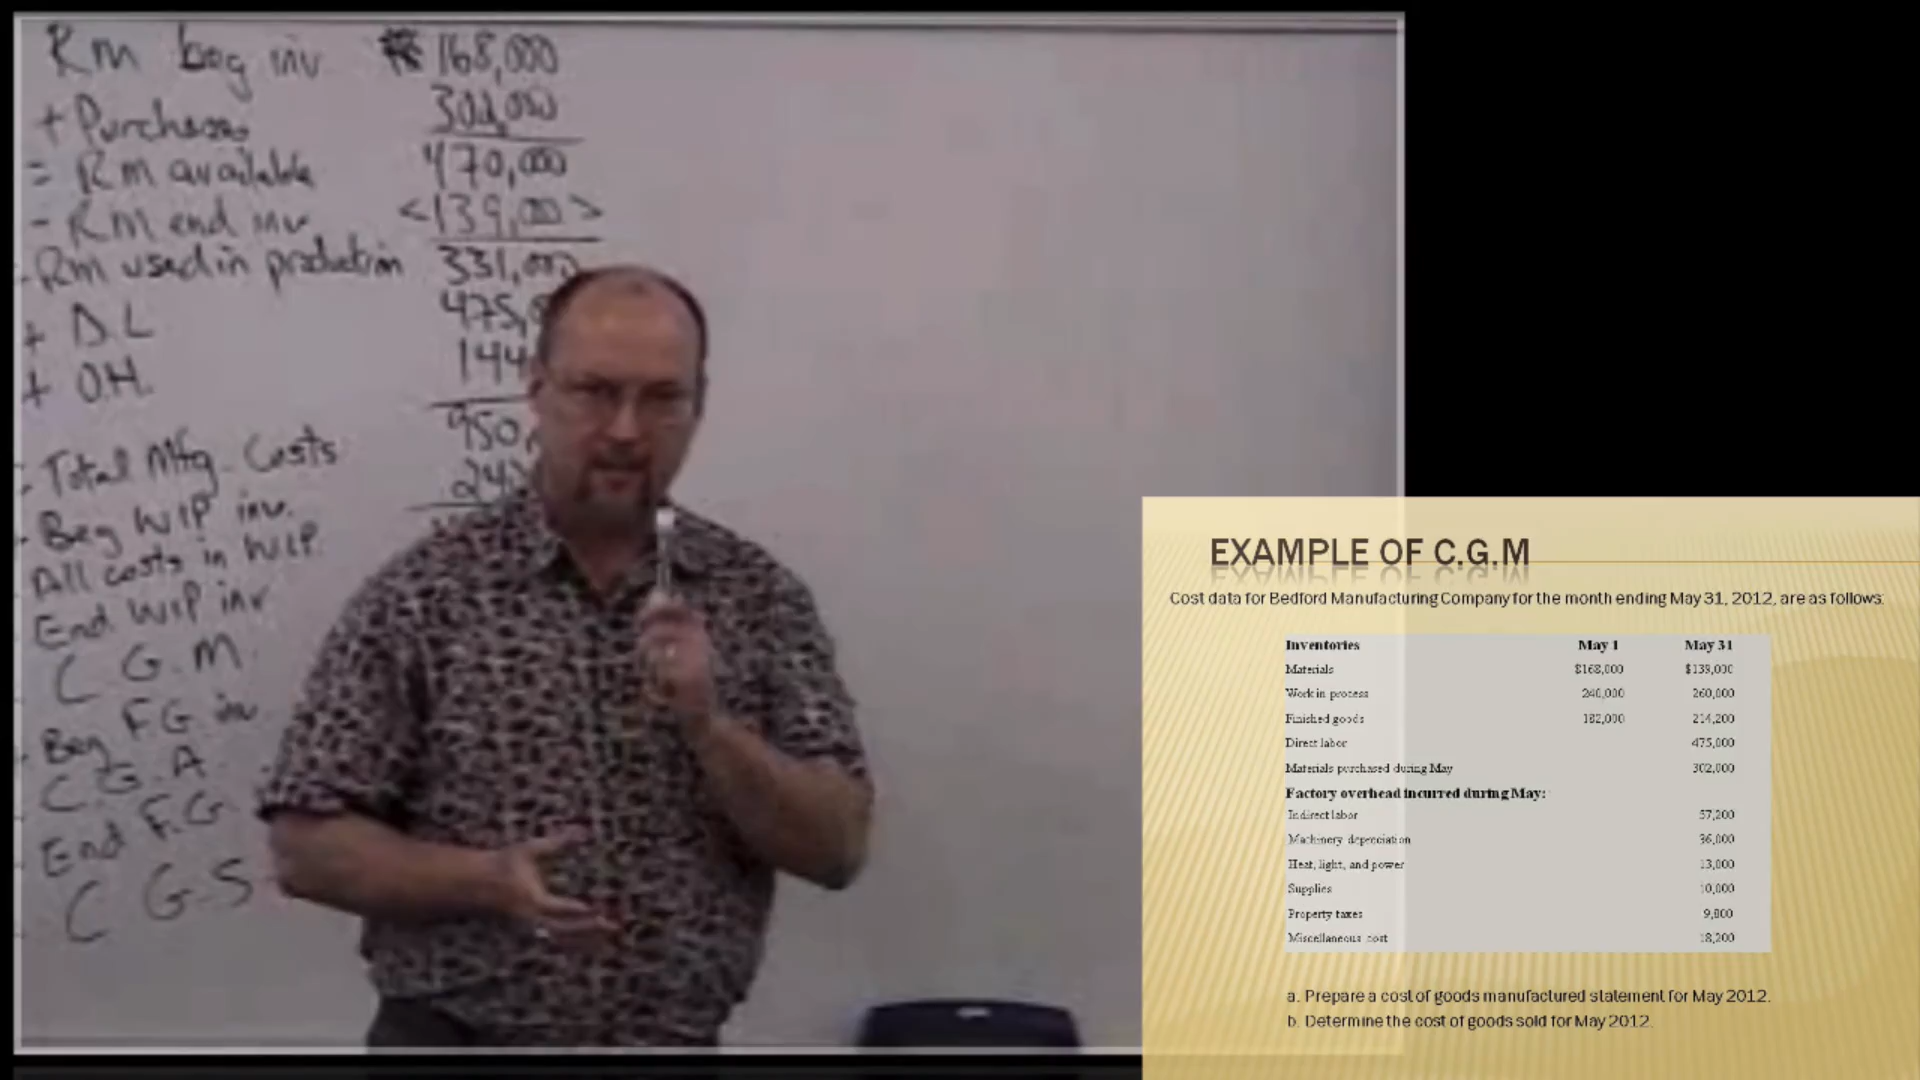 Rm beg inv 168,000
+ Purchases 302,000
= Rm available 470,000
- Rm end inv <139,000>
Rm used in production 331,000
+ D.L 475,
+ O.H. 144
= Total Mfg. Costs 950,
Beg WIP inv. 24
All costs in WIP
End WIP inv
C G.M
Beg F.G inv
C.G.A
End F.G
C G.S
EXAMPLE OF C.G.M
Cost data for Bedford Manufacturing Company for the month ending May 31, 2012, are as follows:
Inventories May 1 May 31
Materials $168,000 $139,000
Work in process 240,000 260,000
Finished goods 182,000 214,200
Direct labor 475,000
Materials purchased during May 302,000
Factory overhead incurred during May:
Indirect labor 57,200
Machinery depreciation 36,000
Heat, light, and power 13,000
Supplies 10,000
Property taxes 9,800
Miscellaneous cost 18,200
a. Prepare a cost of goods manufactured statement for May 2012.
b. Determine the cost of goods sold for May 2012.